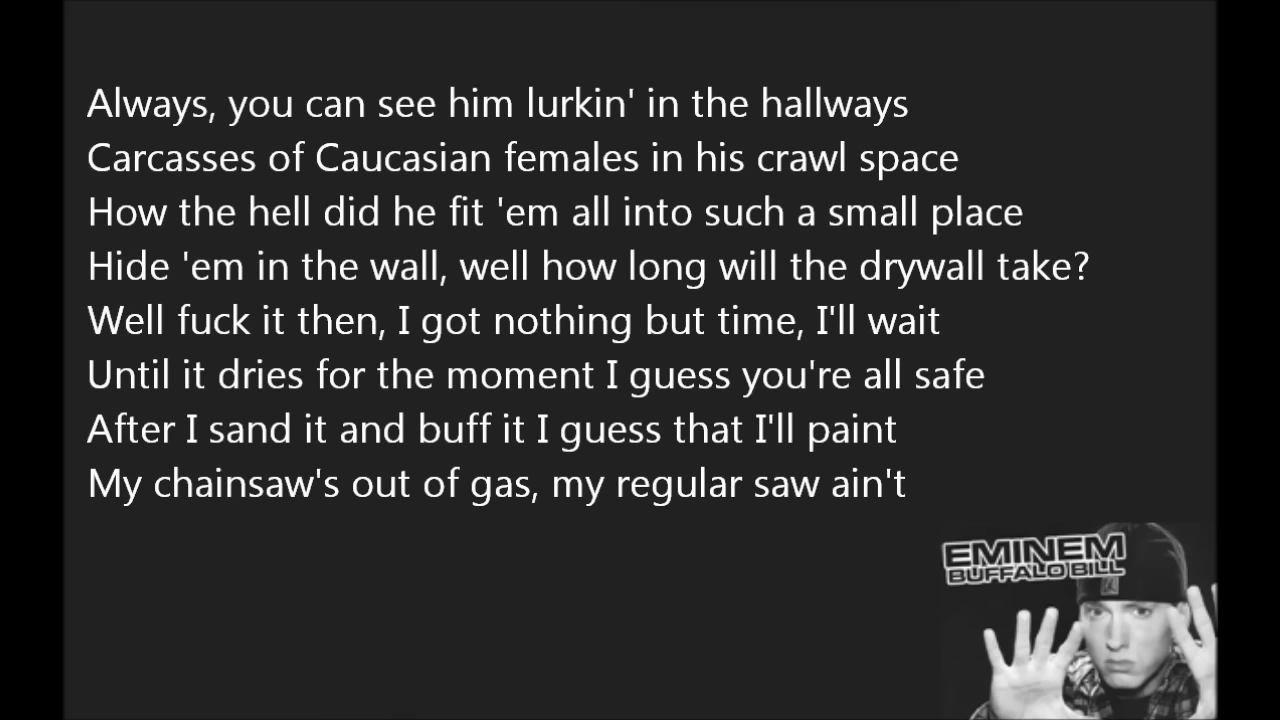 Always, you can see him lurkin' in the hallways
Carcasses of Caucasian females in his crawl space
How the hell did he fit 'em all into such a small place
Hide 'em in the wall, well how long will the drywall take?
Well fuck it then, I got nothing but time, I'll wait
Until it dries for the moment I guess you're all safe
After I sand it and buff it I guess that I'll paint
My chainsaw's out of gas, my regular saw ain't
EMINEM
BUFFALO BILL